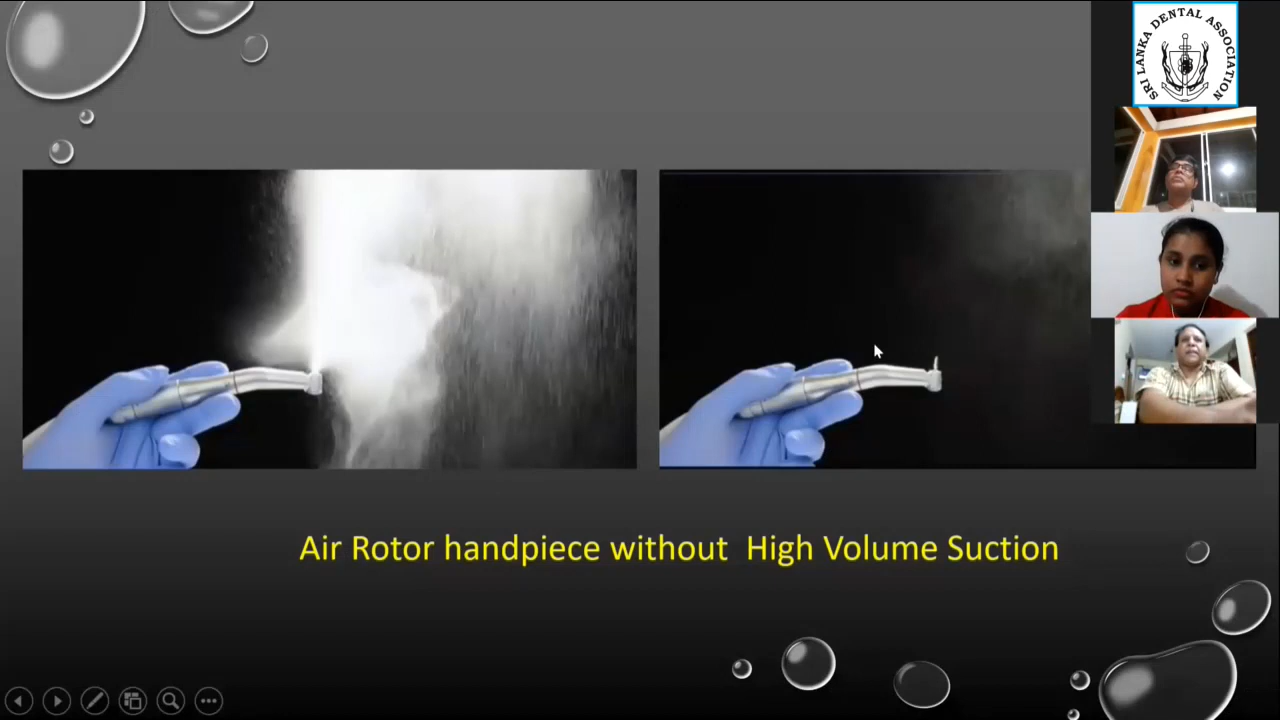 SRI LANKA DENTAL ASSOCIATION
Air Rotor handpiece without  High Volume Suction